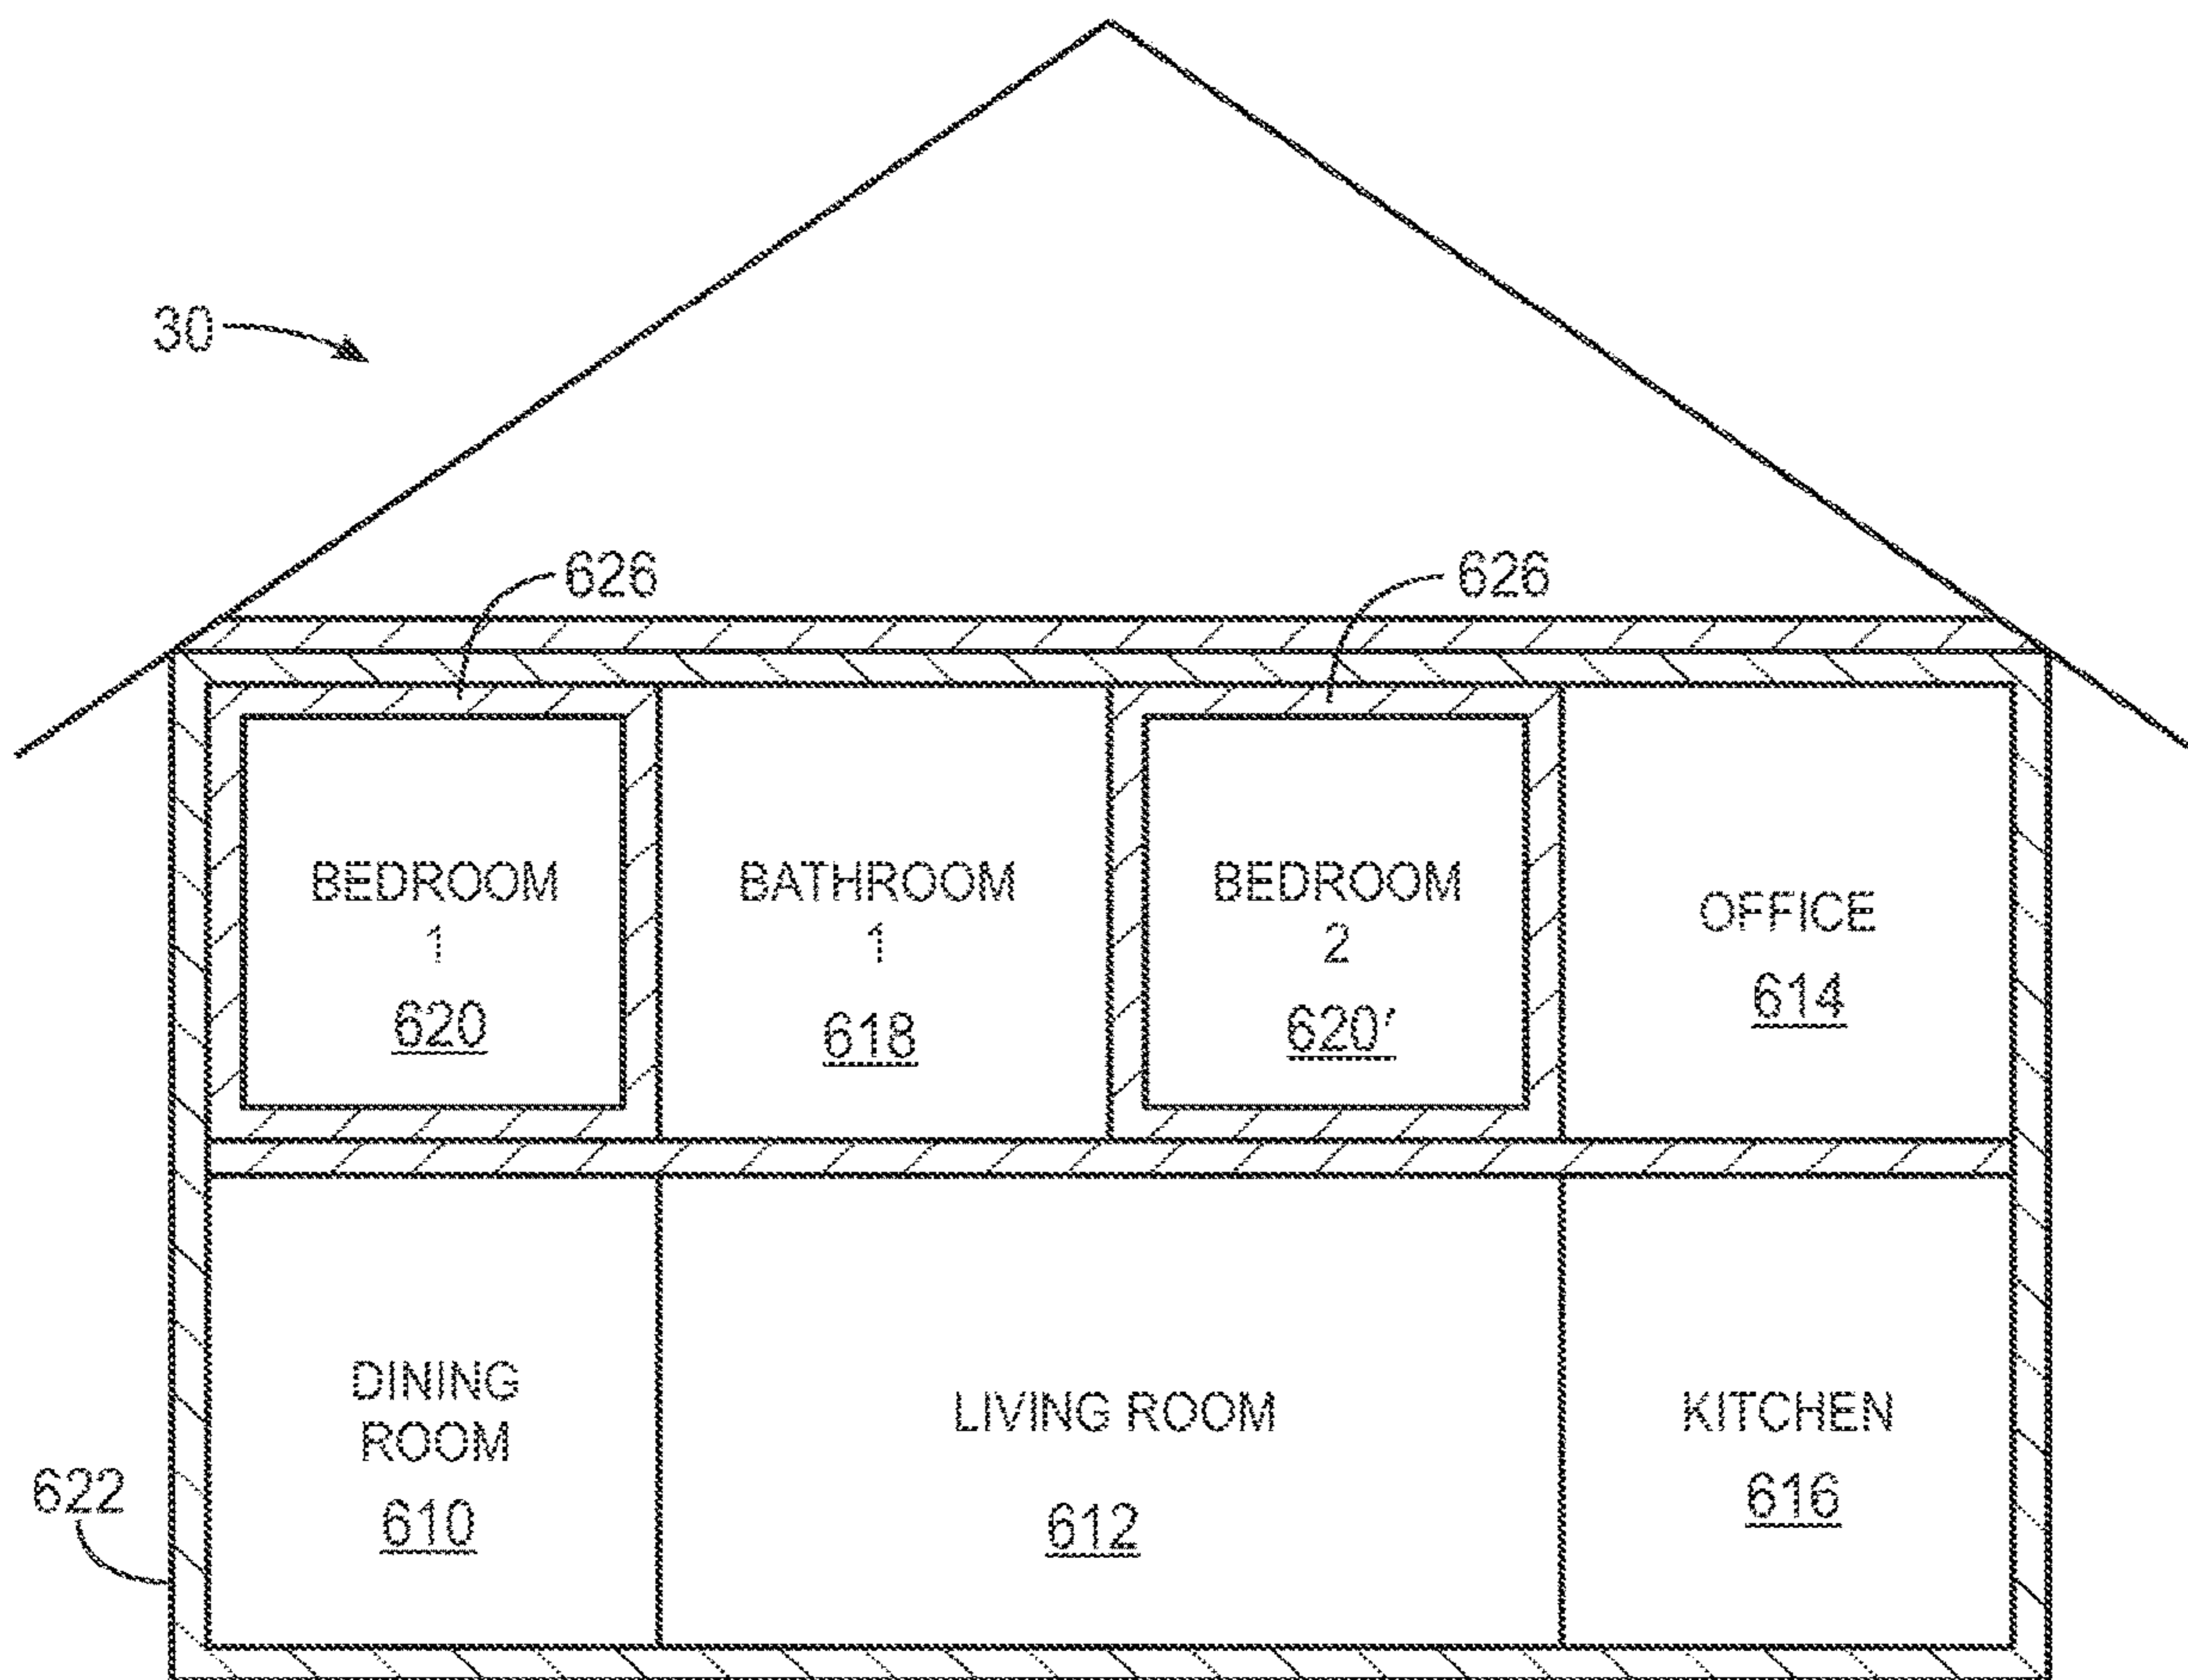 30
626
626
BEDROOM
1
620
BATHROOM
1
618
BEDROOM
2
620'
OFFICE
614
DINING
ROOM
610
LIVING ROOM
612
KITCHEN
616
622